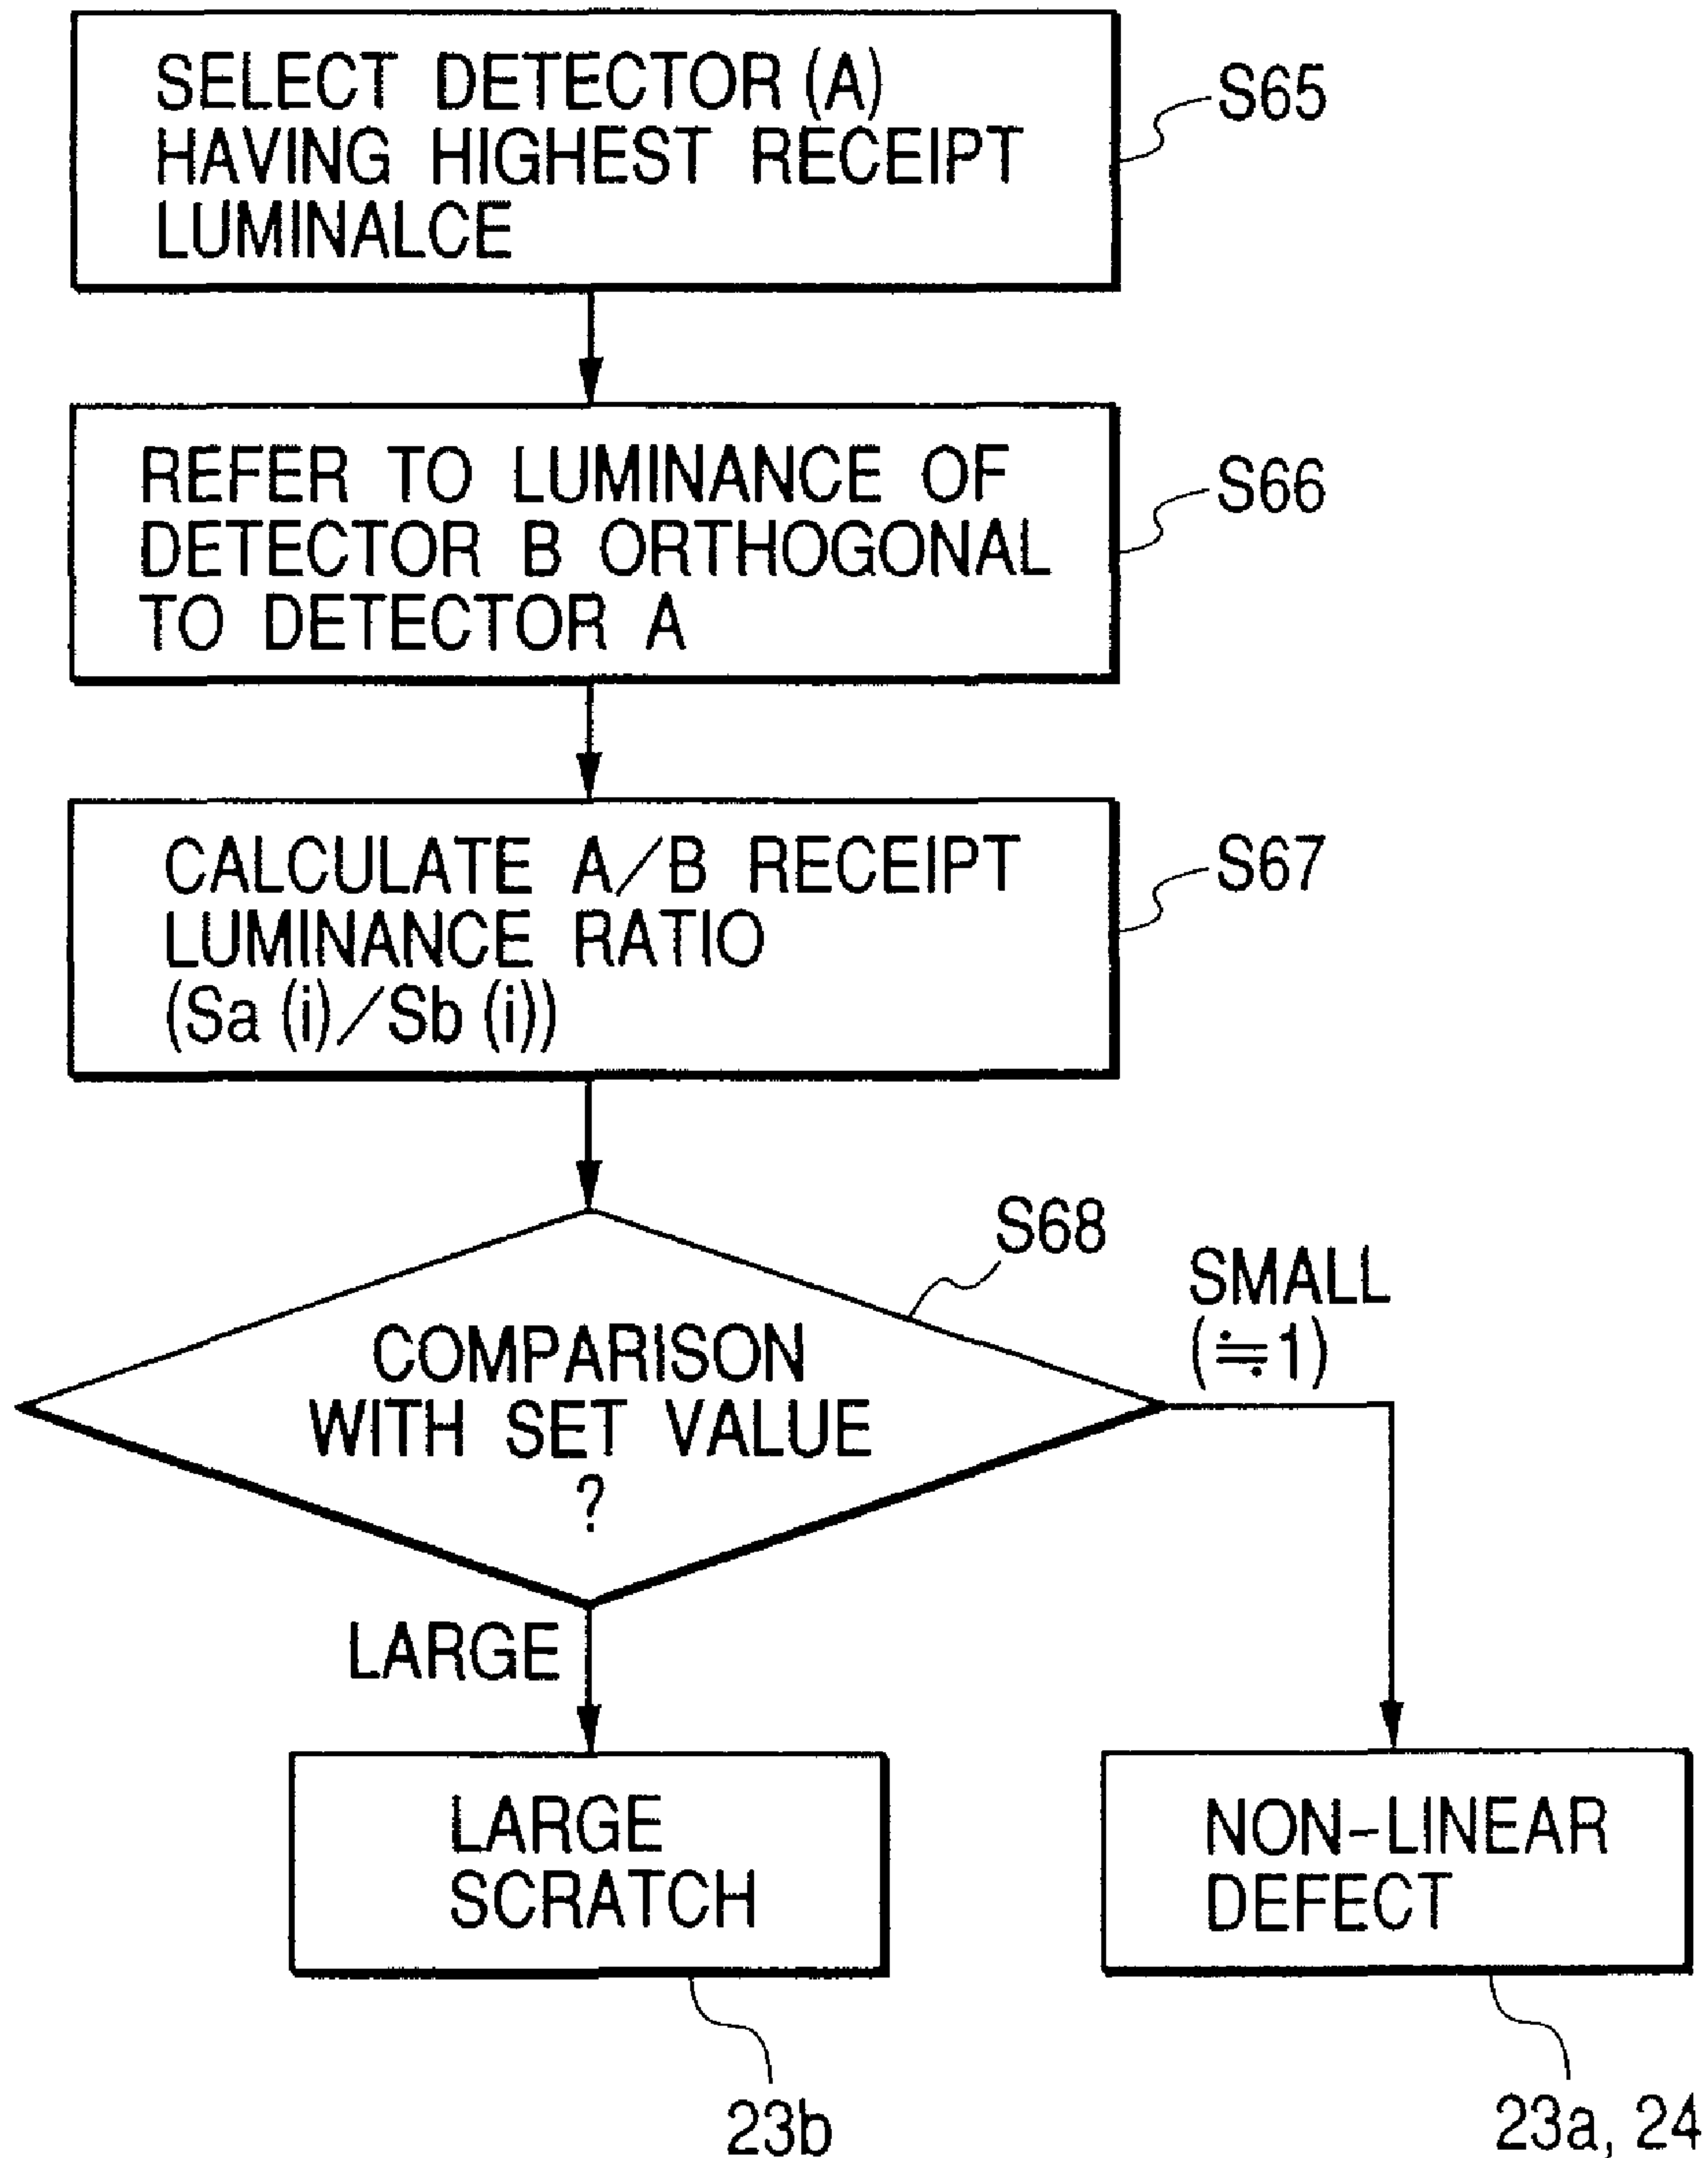 SELECT DETECTOR (A)
HAVING HIGHEST RECEIPT
LUMINALCE
S65
REFER TO LUMINANCE OF
DETECTOR B ORTHOGONAL
TO DETECTOR A
S66
CALCULATE A/B RECEIPT
LUMINANCE RATIO
(Sa (i)/Sb (i))
S67
S68
COMPARISON
WITH SET VALUE
?
SMALL
(≒1)
LARGE
LARGE
SCRATCH
NON-LINEAR
DEFECT
23b
23a, 24